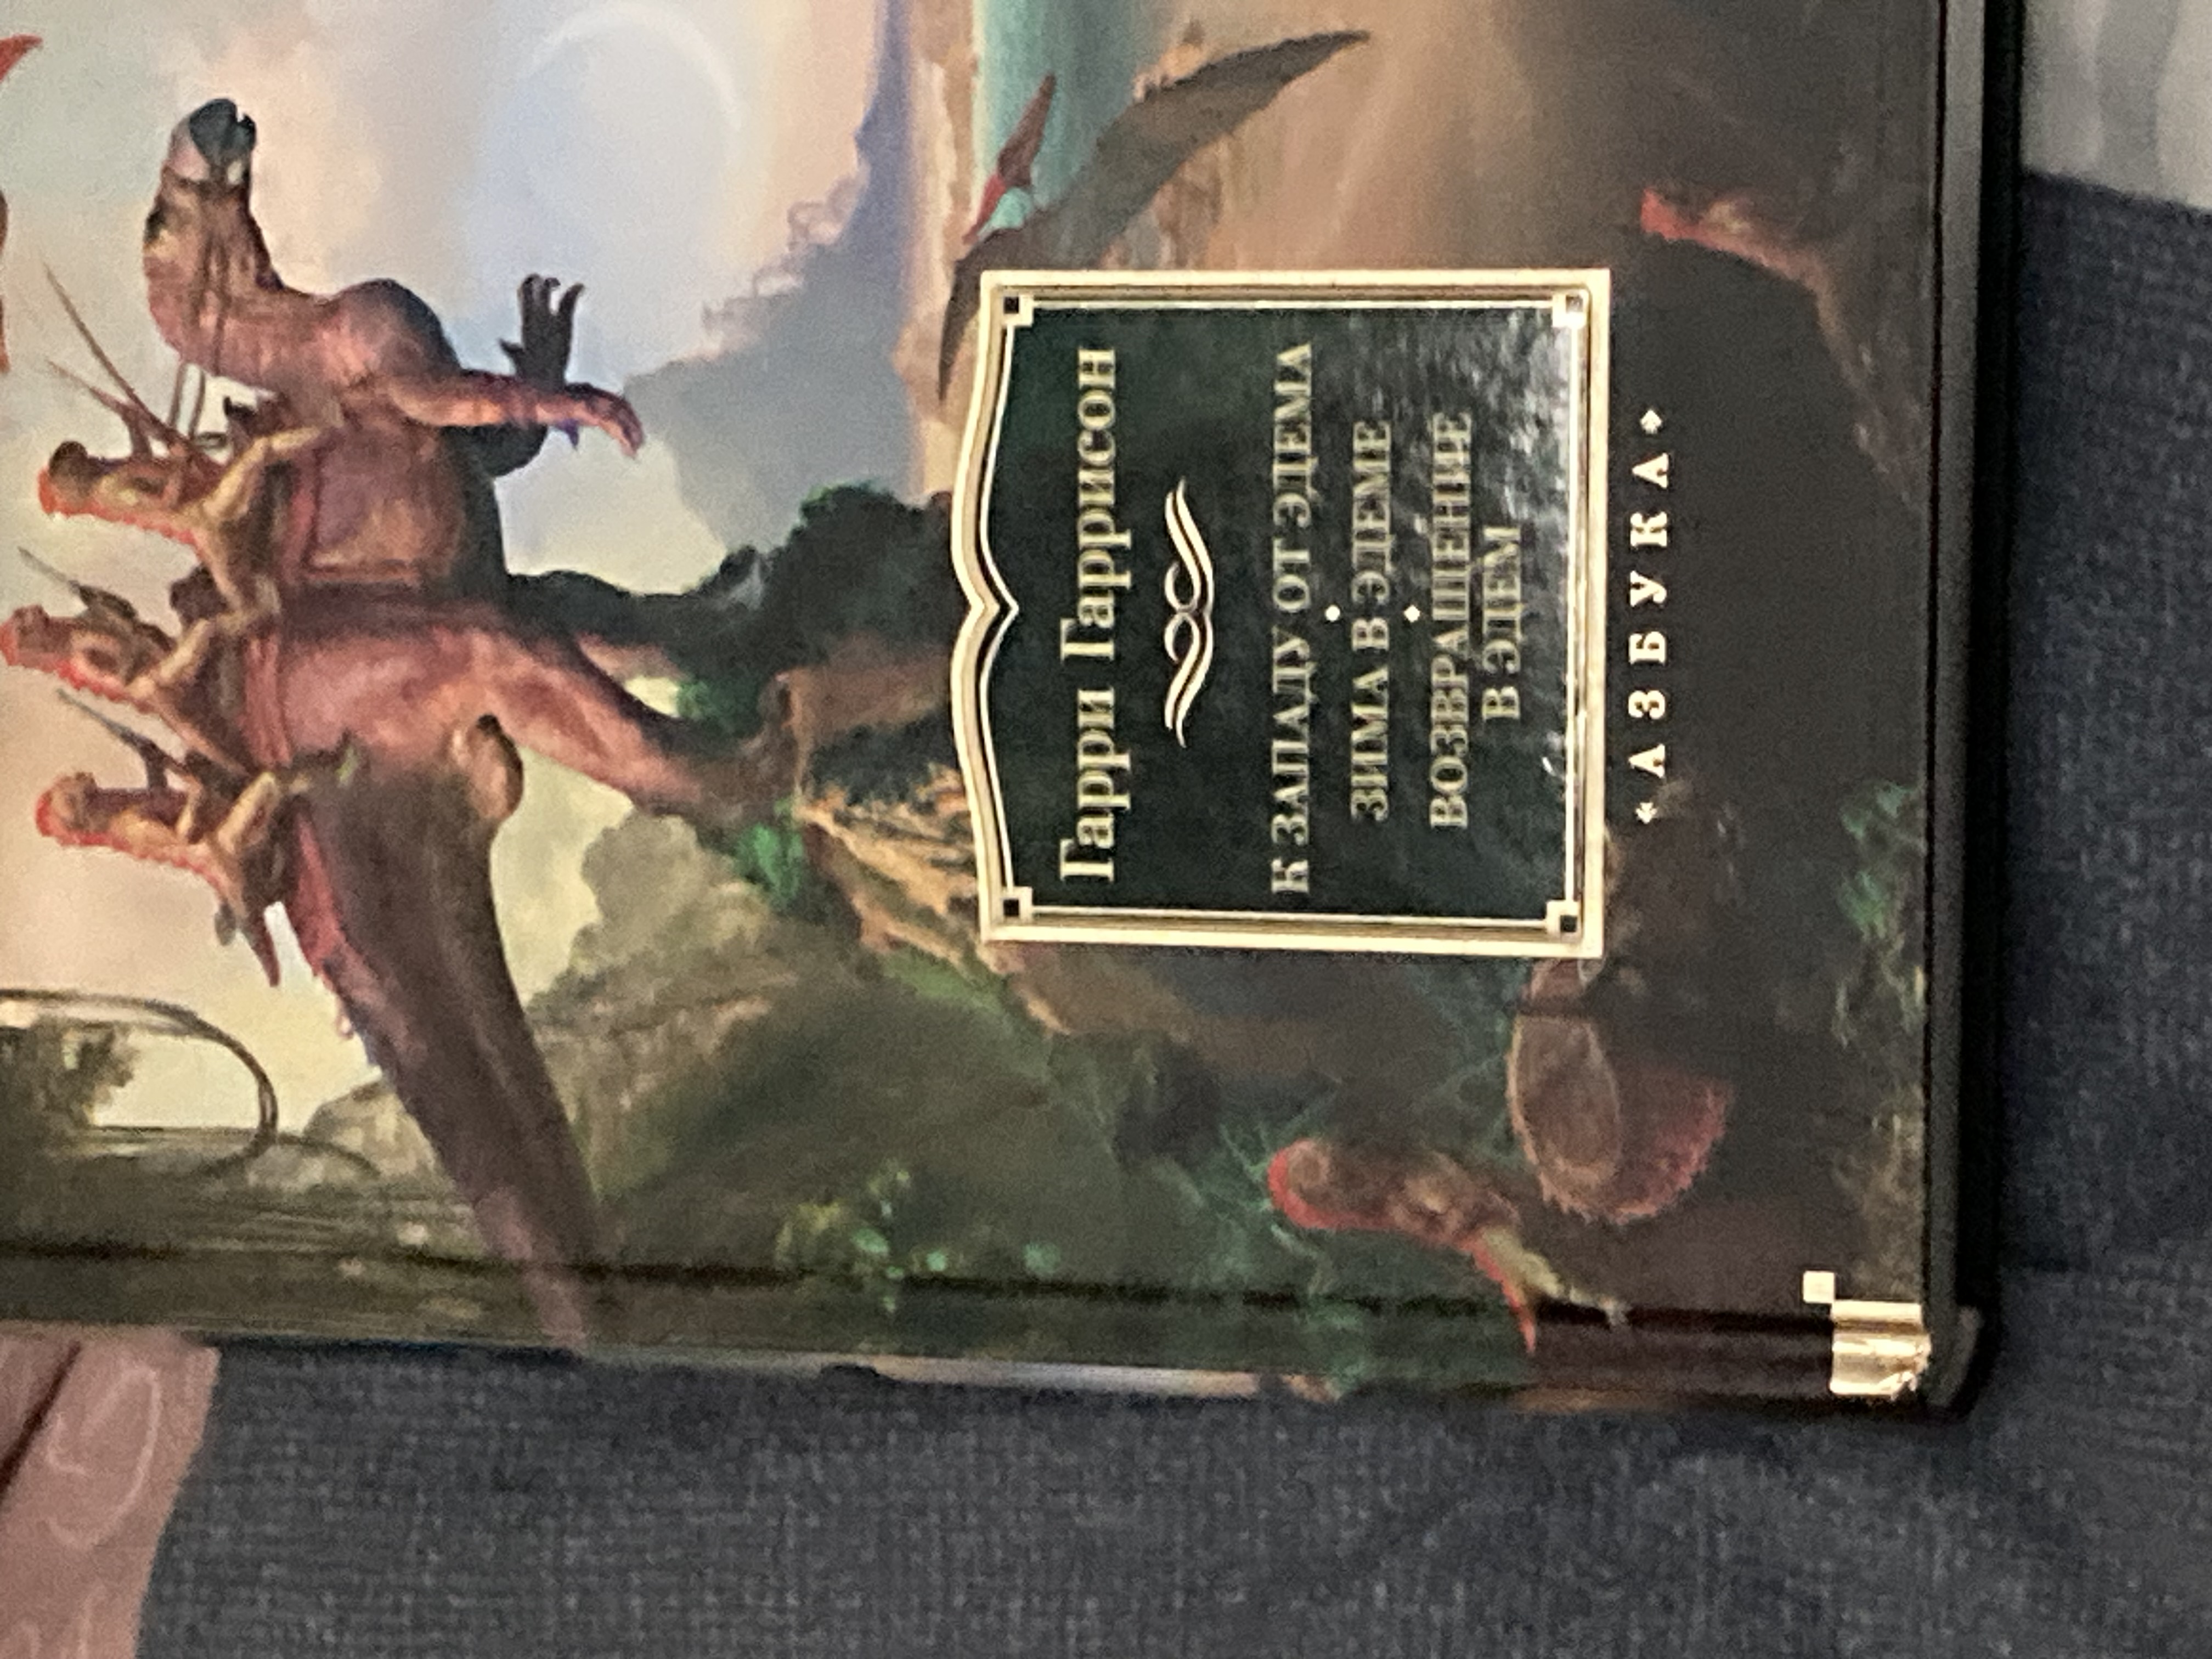 Гарри Гаррисон
К ЗАПАДУ ОТ ЭДЕМА
ЗИМА В ЭДЕМЕ
ВОЗВРАЩЕНИЕ
В ЭДЕМ
АЗБУКА